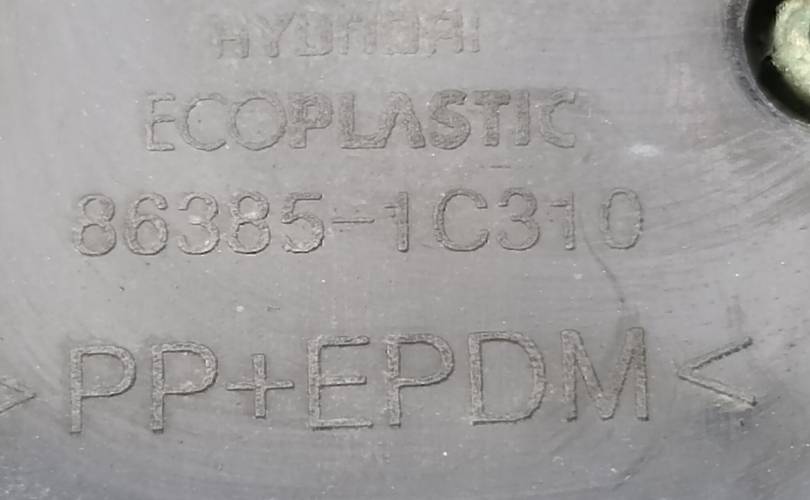 HYUNDAI
ECOPLASTIC
86385-1C310
>PP+EPDM<